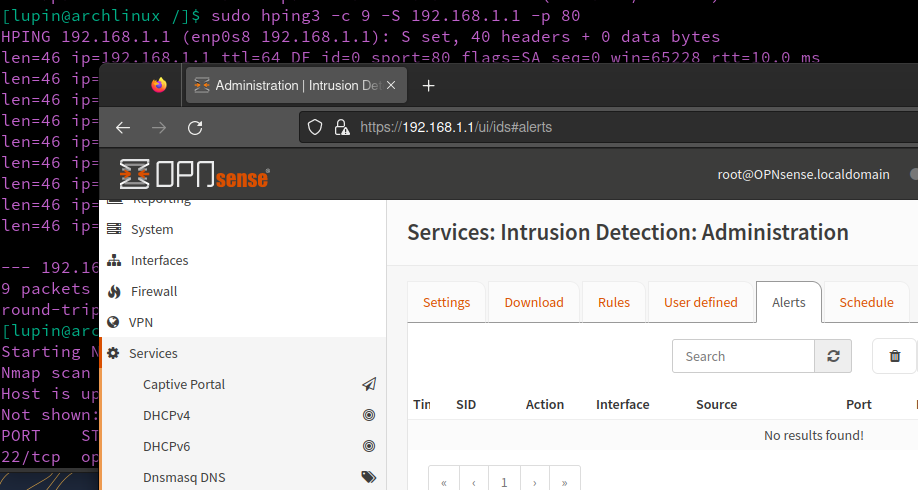 [lupin@archlinux /]$ sudo hping3 -c 9 -S 192.168.1.1 -p 80
HPING 192.168.1.1 (enp0s8 192.168.1.1): S set, 40 headers + 0 data bytes
len=46 ip=192.168.1.1 ttl=64 DF id=0 sport=80 flags=SA seq=0 win=65228 rtt=10.0 ms
len=46 ip=
len=46 ip=
len=46 ip=
len=46 ip=
len=46 ip=
len=46 ip=
len=46 ip=
len=46 ip=
--- 192.16
9 packets
round-trip
[lupin@arc
Starting N
Nmap scan
Host is up
Not shown:
PORT ST
22/tcp op
Administration | Intrusion Det
https://192.168.1.1/ui/ids#alerts
OPNsense
root@OPNsense.localdomain
Reporting
System
Interfaces
Firewall
VPN
Services
Captive Portal
DHCPv4
DHCPv6
Dnsmasq DNS
Services: Intrusion Detection: Administration
Settings Download Rules User defined Alerts Schedule
Search
Tin SID Action Interface Source Port
No results found!
« ‹ 1 › »